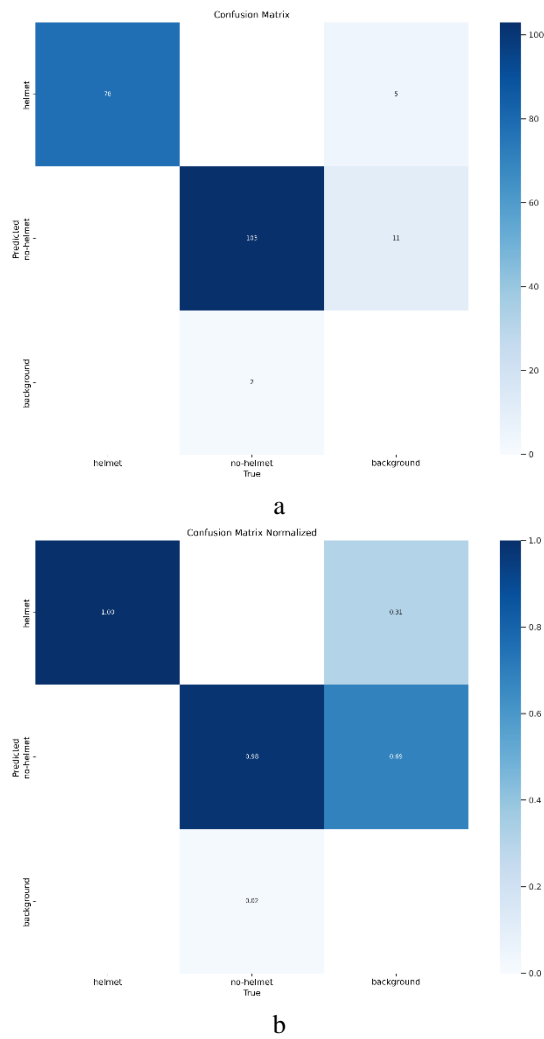 Confusion Matrix
100
helmet
76
5
80
60
Predicted
no-helmet
103
11
40
20
background
2
0
helmet
no-helmet
background
True
a
Confusion Matrix Normalized
1.0
helmet
1.00
0.31
0.8
0.6
Predicted
no-helmet
0.98
0.69
0.4
0.2
background
0.02
0.0
helmet
no-helmet
background
True
b